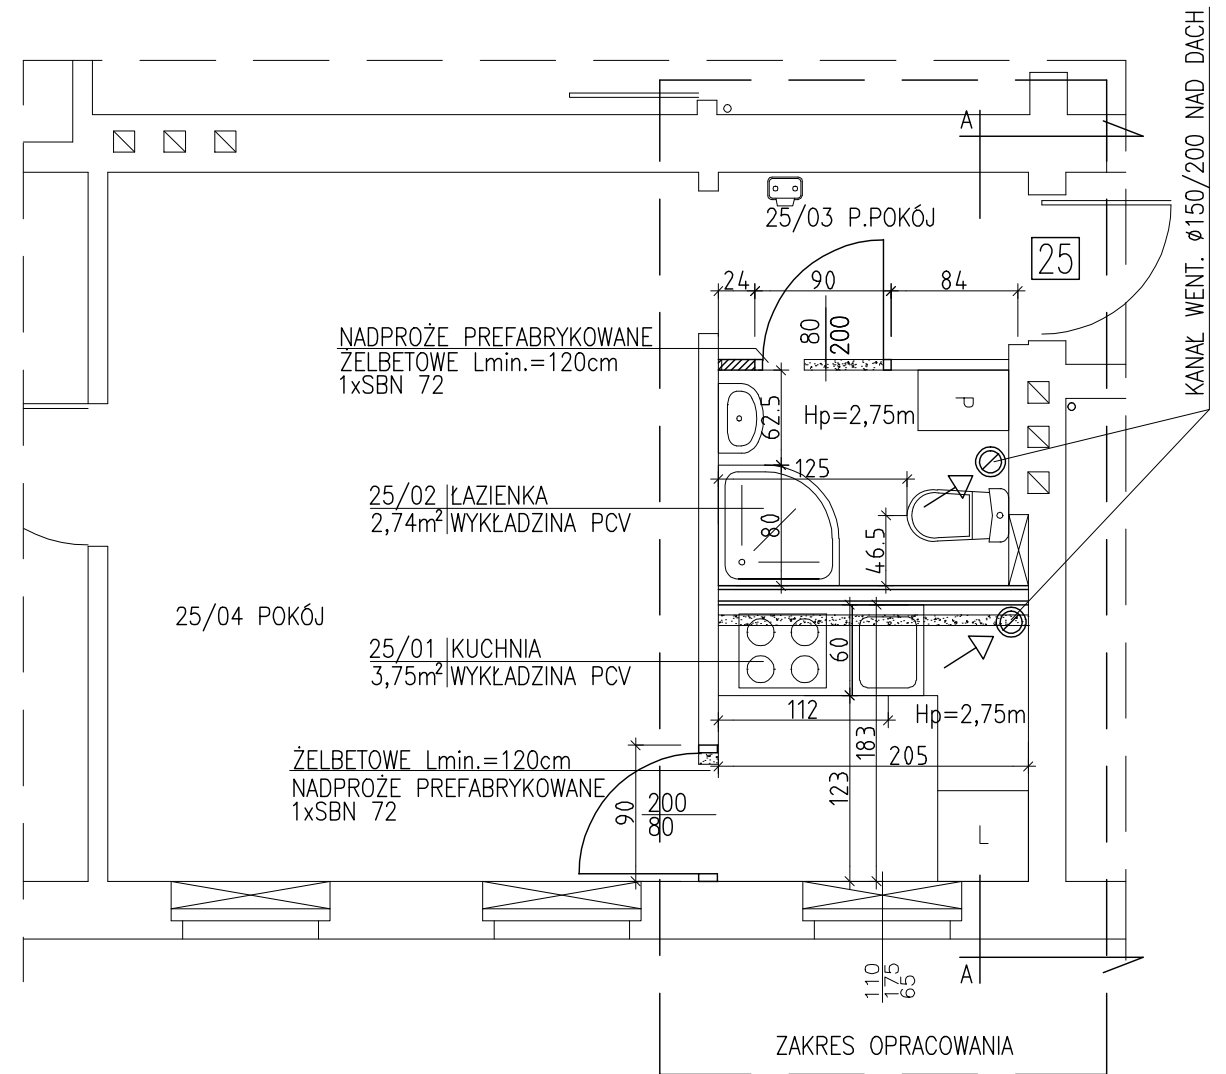 KANAŁ WENT. ø150/200 NAD DACH
A
25/03 P.POKÓJ
25
24
90
84
80
200
NADPROŻE PREFABRYKOWANE
ŻELBETOWE Lmin.=120cm
1xSBN 72
62.5
Hp=2,75m
P
125
25/02 ŁAZIENKA
2,74m² WYKŁADZINA PCV
80
46.5
25/04 POKÓJ
25/01 KUCHNIA
3,75m² WYKŁADZINA PCV
60
112
Hp=2,75m
183
205
ŻELBETOWE Lmin.=120cm
NADPROŻE PREFABRYKOWANE
1xSBN 72
90
200
80
123
L
110
175
65
A
ZAKRES OPRACOWANIA